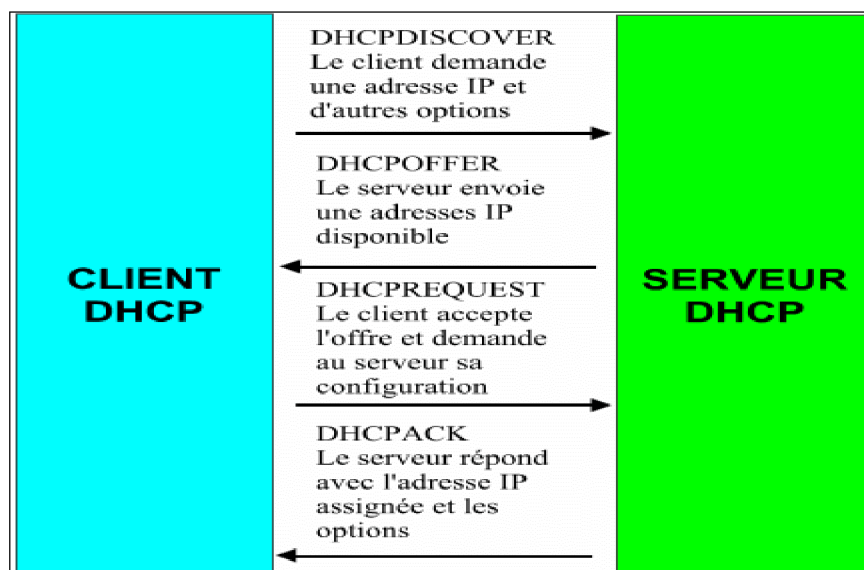 DHCPDISCOVER
Le client demande
une adresse IP et
d'autres options
DHCPOFFER
Le serveur envoie
une adresses IP
disponible
CLIENT
DHCP
SERVEUR
DHCP
DHCPREQUEST
Le client accepte
l'offre et demande
au serveur sa
configuration
DHCPACK
Le serveur répond
avec l'adresse IP
assignée et les
options